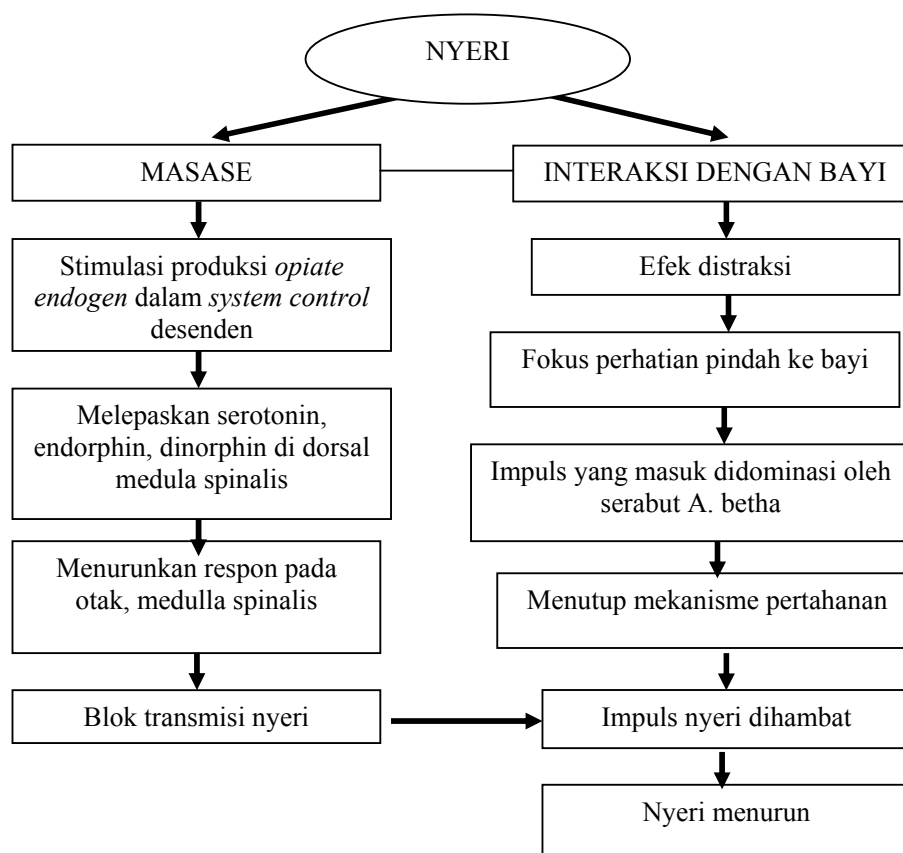 NYERI
MASASE
INTERAKSI DENGAN BAYI
Stimulasi produksi opiate
endogen dalam system control
desenden
Efek distraksi
Fokus perhatian pindah ke bayi
Melepaskan serotonin,
endorphin, dinorphin di dorsal
medula spinalis
Impuls yang masuk didominasi oleh
serabut A. betha
Menurunkan respon pada
otak, medulla spinalis
Menutup mekanisme pertahanan
Blok transmisi nyeri
Impuls nyeri dihambat
Nyeri menurun